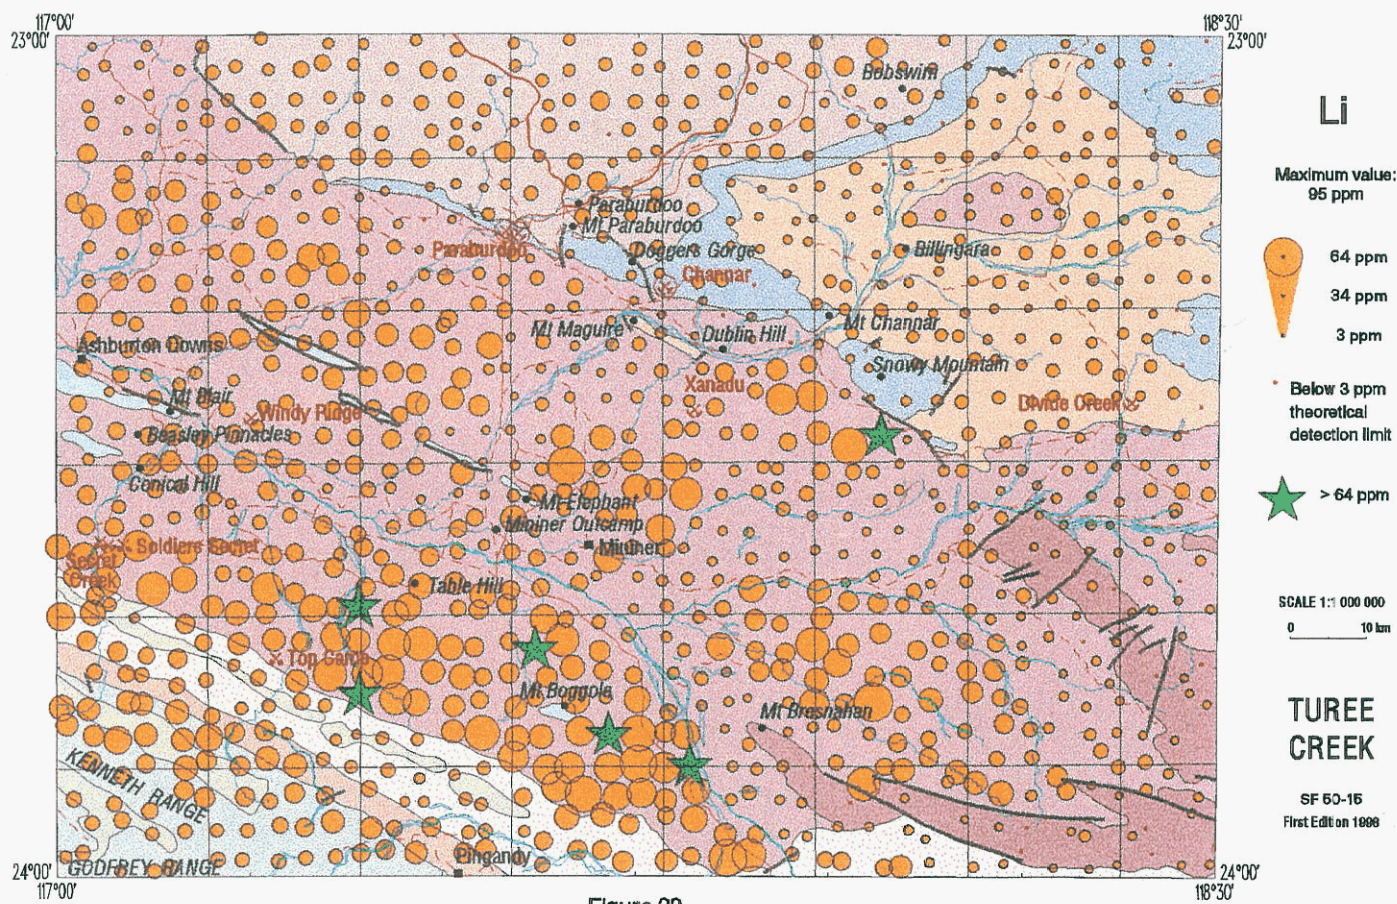 117°00'
118°30'
23°00'
23°00'
Bobswim
Li
Maximum value:
95 ppm
Paraburdoo
Mt Paraburdoo
Paraburdoo
Doggers Gorge
Billingara
64 ppm
Channar
34 ppm
Mt Maguire
Dublin Hill
Mt Channar
3 ppm
Ashburton Downs
Snowy Mountain
Xanadu
Below 3 ppm
theoretical
detection limit
Mt Blair
Windy Ridge
Divide Creek
Beasley Pinnacles
Conical Hill
> 64 ppm
Mt Elephant
Mininer Outcamp
Mininer
Soldiers Secret
Secret
Creek
Table Hill
SCALE 1:1 000 000
0 10 km
Top Camp
Mt Boggola
Mt Bresnahan
TUREE
CREEK
KENNETH RANGE
SF 50-15
First Edition 1998
Pingandy
GODFREY RANGE
24°00'
24°00'
117°00'
118°30'